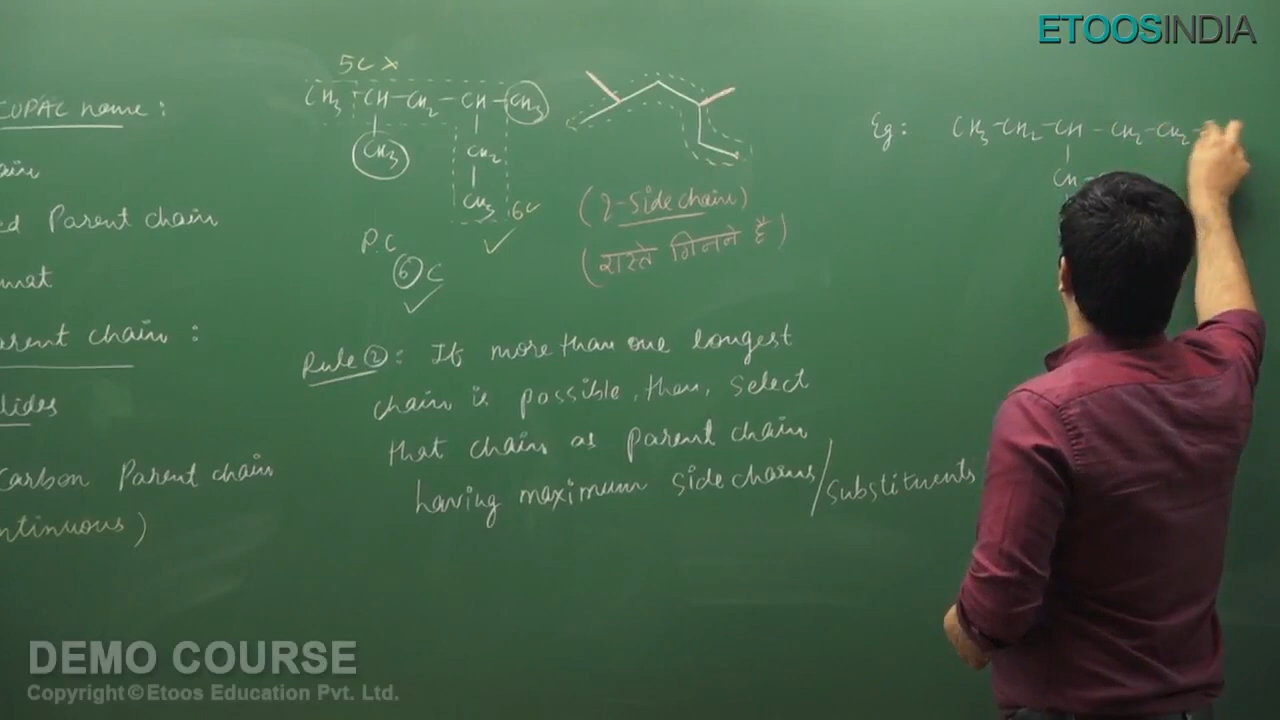 ETOOSINDIA
IUPAC name:
ain
ed Parent chain
mat
arent chain:
lides
Carbon Parent chain
ontinuous)
5C ×
CH3-CH-CH2-CH-CH3
CH3
CH2
CH3
6C ✓
✓
P.C
6 C
✓
(2-side chain)
(रास्ते गिनने है)
Rule 2: If more than one longest
chain is possible, then, select
that chain as parent chain
having maximum side chains/substituents
Eg: CH3-CH2-CH-CH2-CH2-
CH-
DEMO COURSE
Copyright © Etoos Education Pvt. Ltd.